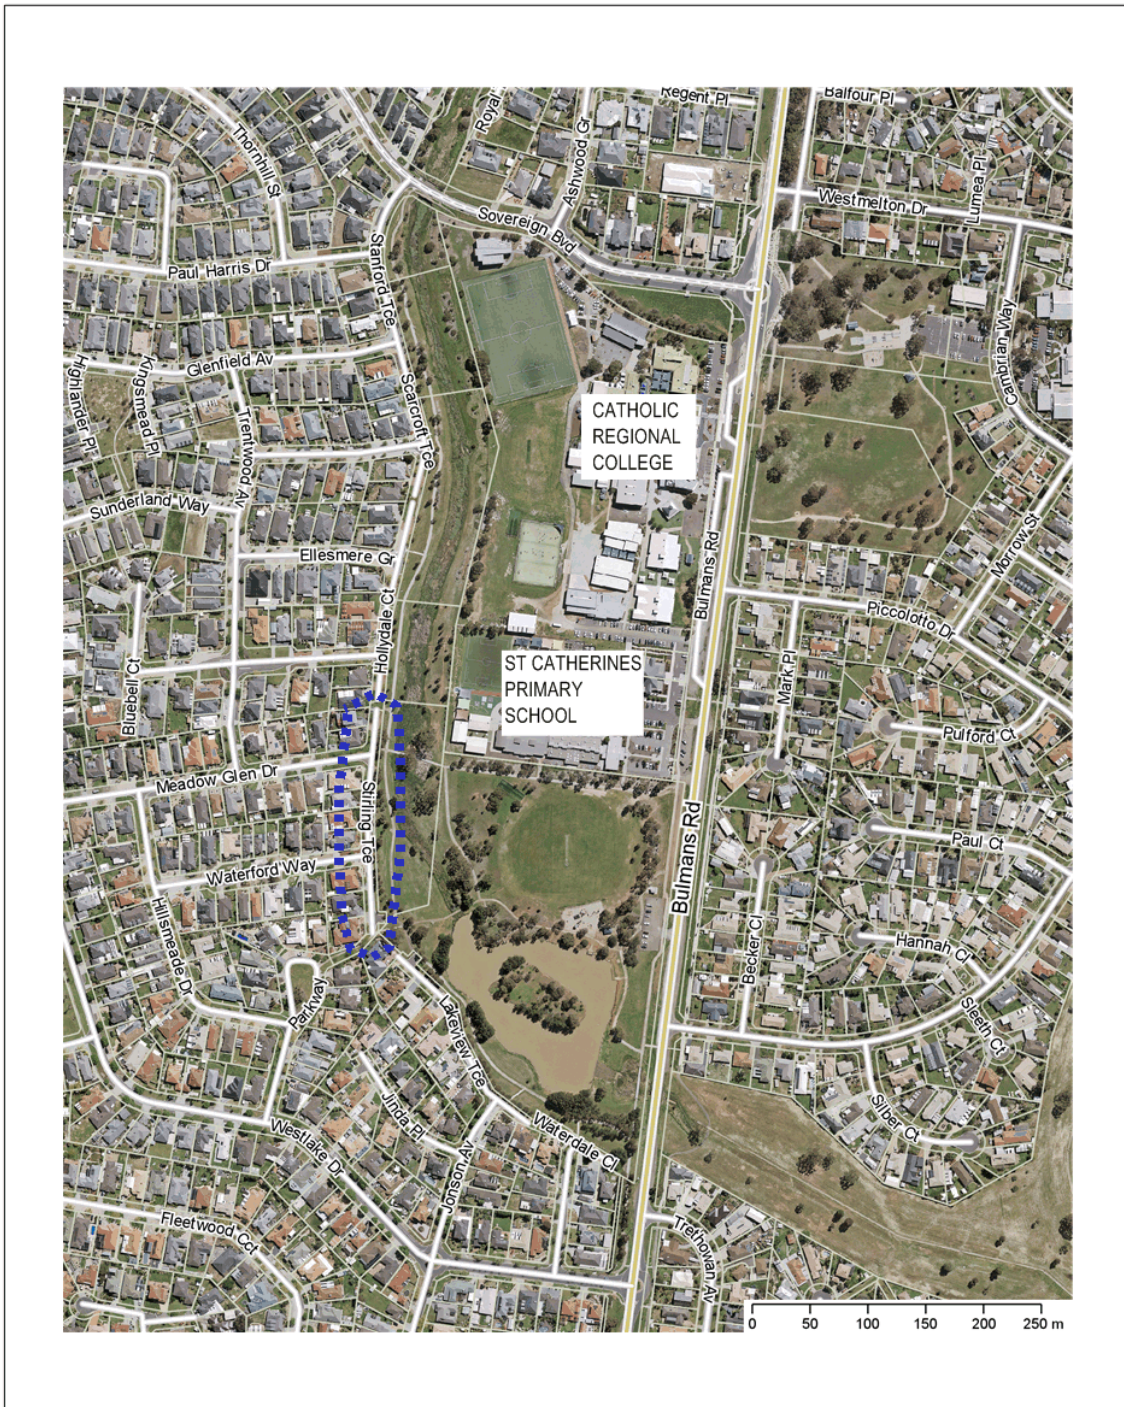 Regent Pl
Balfour Pl
Royal
Thornhill St
Ashwood Gr
Lumea Pl
Westmelton Dr
Sovereign Bvd
Paul Harris Dr
Stanford Tce
Cambrian Way
Glenfield Av
Kingsmead Pl
Highlander Pl
Scarcroft Tce
CATHOLIC
REGIONAL
COLLEGE
Trentwood Av
Sunderland Way
Morrow St
Ellesmere Gr
Bulmans Rd
Hollydale Ct
Piccolotto Dr
ST CATHERINES
PRIMARY
SCHOOL
Mark Pl
Bluebell Ct
Pulford Ct
Meadow Glen Dr
Stirling Tce
Bulmans Rd
Paul Ct
Waterford Way
Hillsmeade Dr
Becker Cl
Hannah Cl
Parkway
Sleeth Ct
Lakeview Tce
Jinda Pl
Silber Ct
Westlake Dr
Waterdale Cl
Jonson Av
Fleetwood Cct
Trethowan Av
0 50 100 150 200 250 m